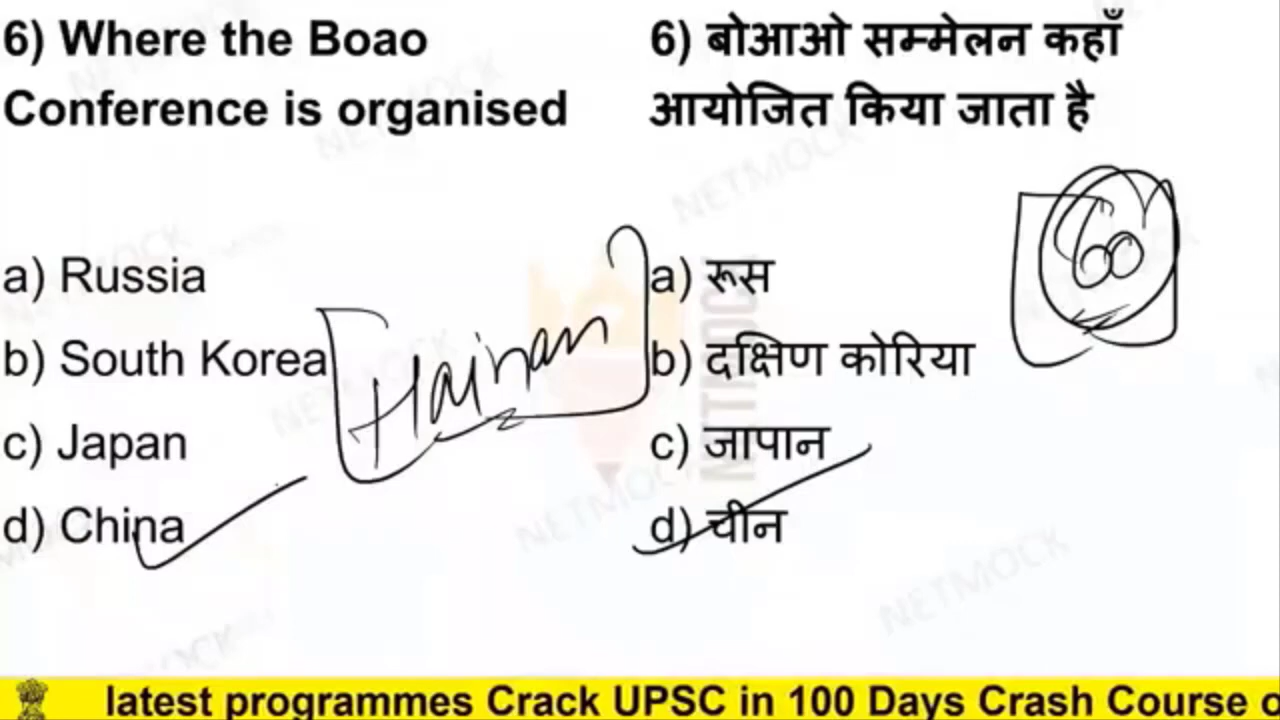 6) Where the Boao
Conference is organised
a) Russia
b) South Korea
c) Japan
d) China
Hainan
6) बोआओ सम्मेलन कहाँ
आयोजित किया जाता है
a) रूस
b) दक्षिण कोरिया
c) जापान
d) चीन
NETMOCK
latest programmes Crack UPSC in 100 Days Crash Course